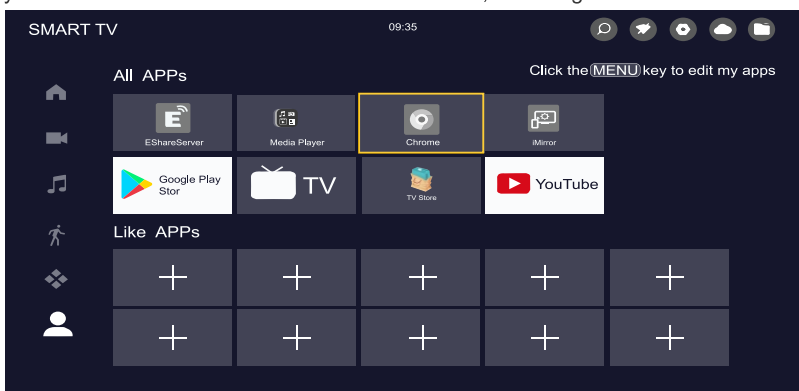 SMART TV
09:35
All APPs
Click the MENU key to edit my apps
E
EShareServer
Media Player
Chrome
iMirror
Google Play
Stor
TV
TV Store
YouTube
Like APPs